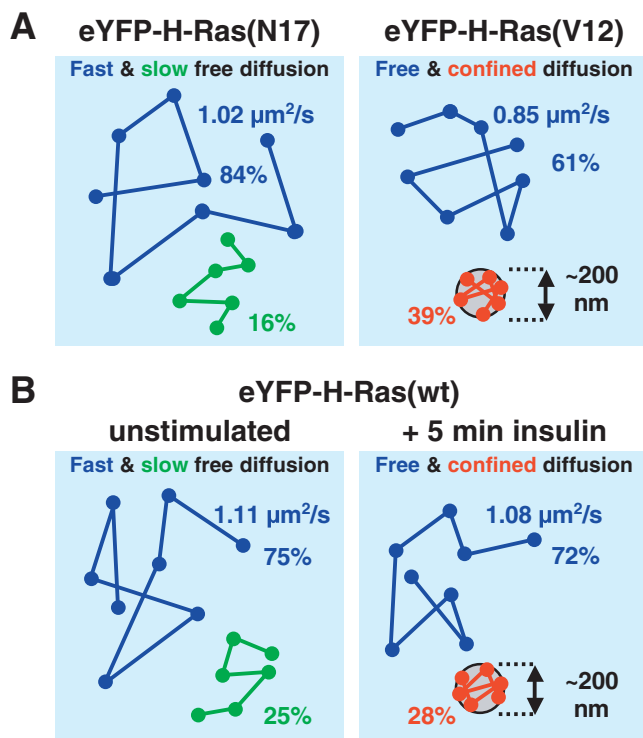 A
eYFP-H-Ras(N17)
Fast & slow free diffusion
1.02 µm²/s
84%
16%
eYFP-H-Ras(V12)
Free & confined diffusion
0.85 µm²/s
61%
39%
~200
nm
B
eYFP-H-Ras(wt)
unstimulated
Fast & slow free diffusion
1.11 µm²/s
75%
25%
+ 5 min insulin
Free & confined diffusion
1.08 µm²/s
72%
28%
~200
nm